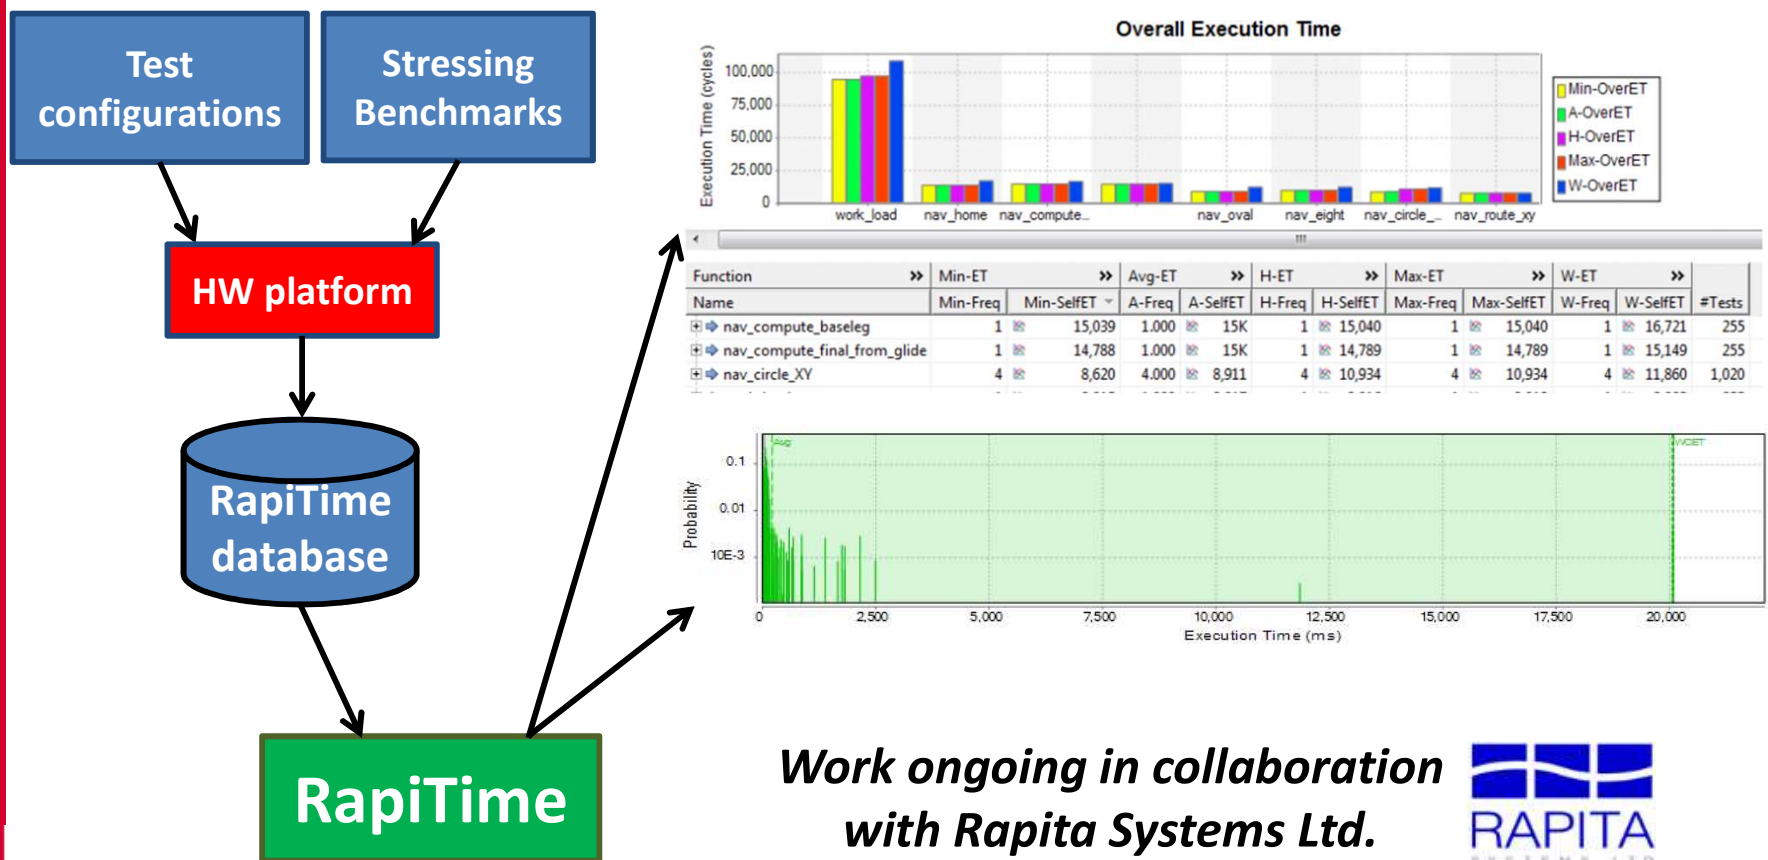 Test
configurations
Stressing
Benchmarks
HW platform
RapiTime
database
RapiTime
Overall Execution Time
Execution Time (cycles)
100,000
75,000
50,000
25,000
0
work_load nav_home nav_compute... nav_oval nav_eight nav_circle_... nav_route_xy
Min-OverET
A-OverET
H-OverET
Max-OverET
W-OverET
Function » Min-ET » Avg-ET » H-ET » Max-ET » W-ET »
Name Min-Freq Min-SelfET A-Freq A-SelfET H-Freq H-SelfET Max-Freq Max-SelfET W-Freq W-SelfET #Tests
nav_compute_baseleg 1 15,039 1.000 15K 1 15,040 1 15,040 1 16,721 255
nav_compute_final_from_glide 1 14,788 1.000 15K 1 14,789 1 14,789 1 15,149 255
nav_circle_XY 4 8,620 4.000 8,911 4 10,934 4 10,934 4 11,860 1,020
Avg
WCET
Probability
0.1
0.01
10E-3
0 2,500 5,000 7,500 10,000 12,500 15,000 17,500 20,000
Execution Time (ms)
Work ongoing in collaboration
with Rapita Systems Ltd.
RAPITA